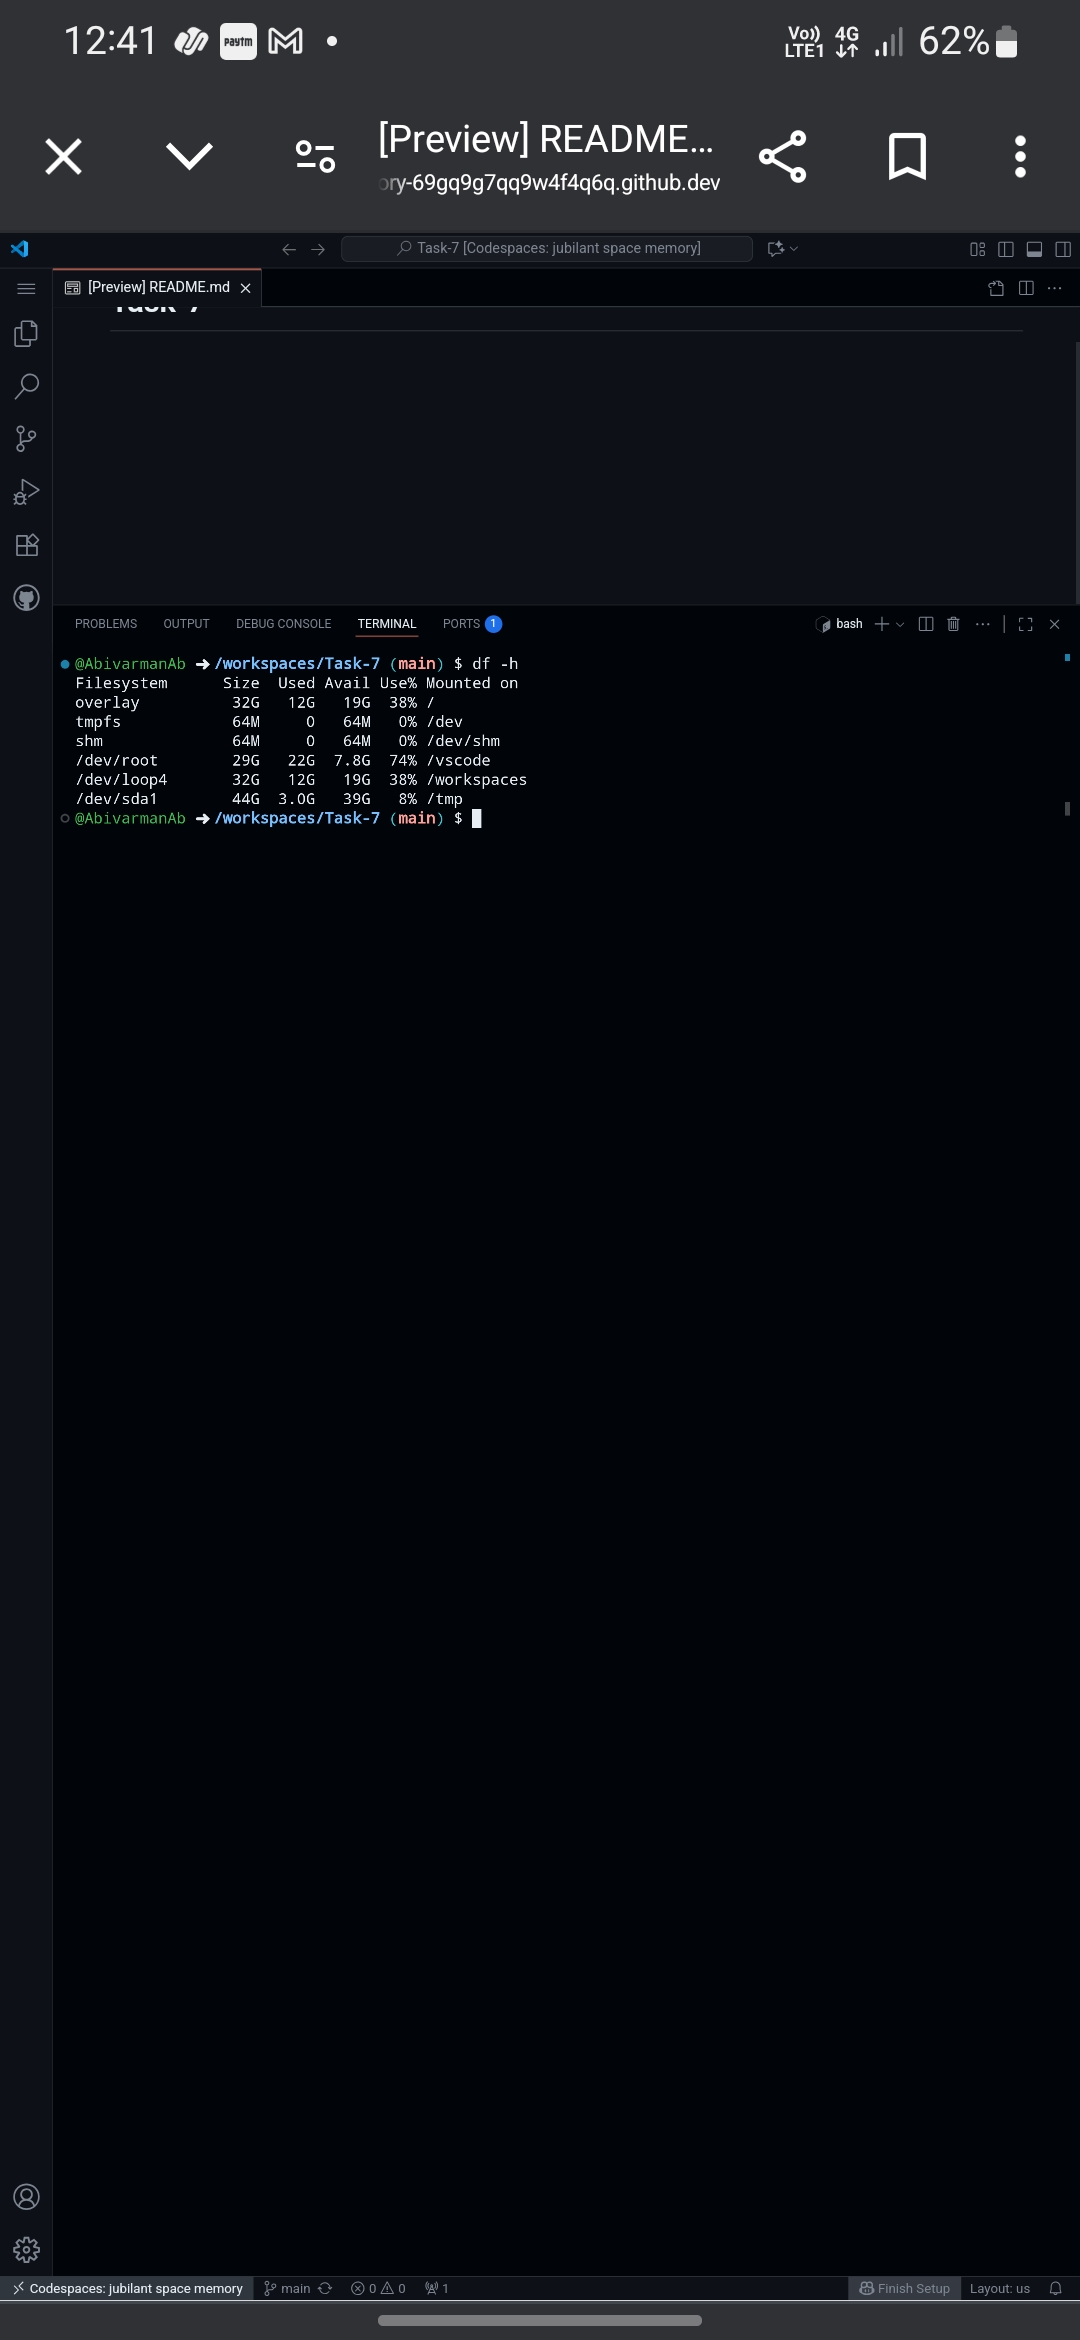 12:41 paytm Vo)) LTE1 4G 62%
[Preview] README...
ory-69gq9g7qq9w4f4q6q.github.dev
Task-7 [Codespaces: jubilant space memory]
[Preview] README.md
Task-7
PROBLEMS OUTPUT DEBUG CONSOLE TERMINAL PORTS 1 bash
@AbivarmanAb ➜ /workspaces/Task-7 (main) $ df -h
Filesystem Size Used Avail Use% Mounted on
overlay 32G 12G 19G 38% /
tmpfs 64M 0 64M 0% /dev
shm 64M 0 64M 0% /dev/shm
/dev/root 29G 22G 7.8G 74% /vscode
/dev/loop4 32G 12G 19G 38% /workspaces
/dev/sda1 44G 3.0G 39G 8% /tmp
@AbivarmanAb ➜ /workspaces/Task-7 (main) $
Codespaces: jubilant space memory main 0 0 1 Finish Setup Layout: us